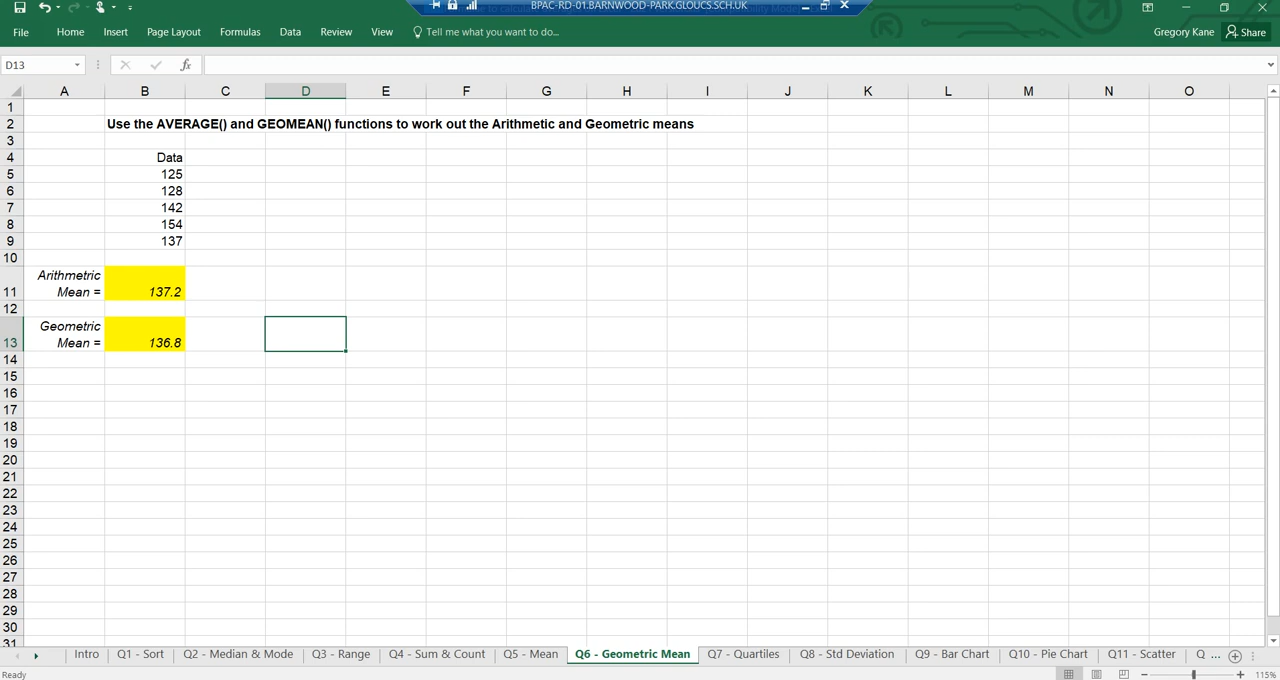 BPAC-RD-01.BARNWOOD-PARK.GLOUCS.SCH.UK
File Home Insert Page Layout Formulas Data Review View Tell me what you want to do... Gregory Kane Share
D13 fx
A B C D E F G H I J K L M N O
1
2 Use the AVERAGE() and GEOMEAN() functions to work out the Arithmetic and Geometric means
3
4 Data
5 125
6 128
7 142
8 154
9 137
10
Arithmetric
11 Mean = 137.2
12
Geometric
13 Mean = 136.8
14
15
16
17
18
19
20
21
22
23
24
25
26
27
28
29
30
31
Intro Q1 - Sort Q2 - Median & Mode Q3 - Range Q4 - Sum & Count Q5 - Mean Q6 - Geometric Mean Q7 - Quartiles Q8 - Std Deviation Q9 - Bar Chart Q10 - Pie Chart Q11 - Scatter Q ...
Ready 115%